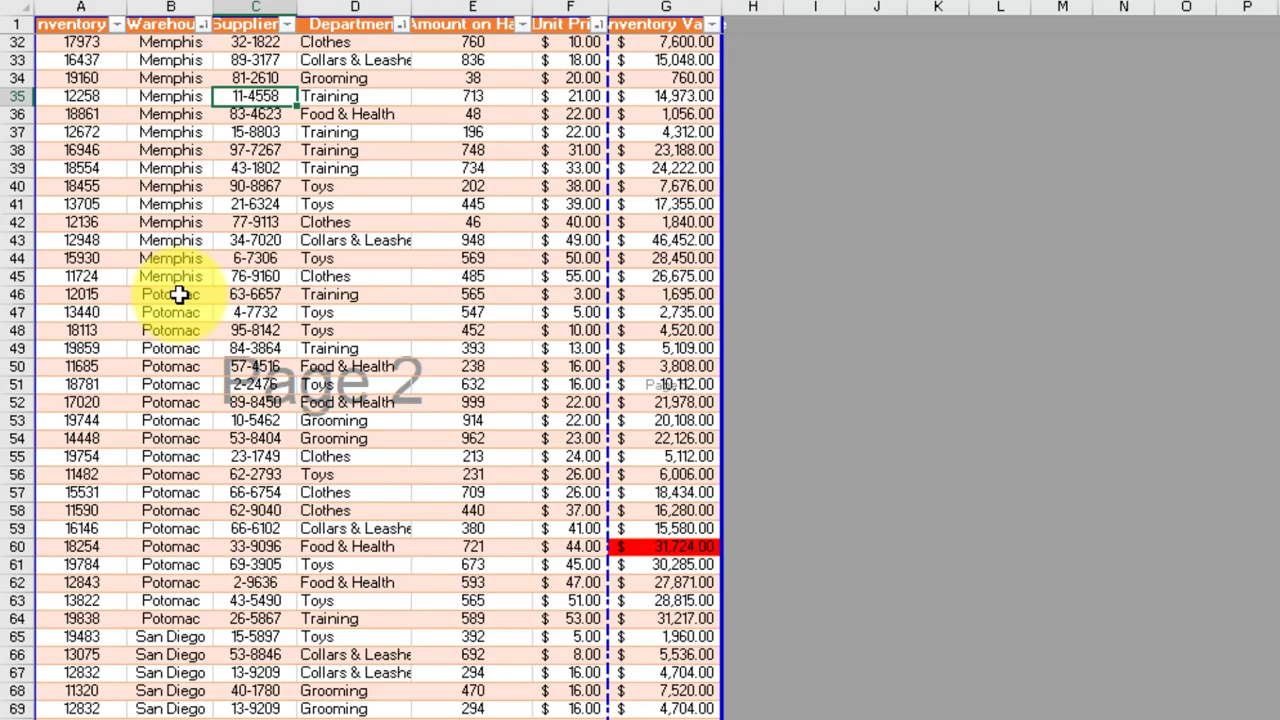 A B C D E F G H I J K L M N O P
1 nventory Warehou Supplier Departmen Amount on Ha Unit Pri nventory Va
32 17973 Memphis 32-1822 Clothes 760 $ 10.00 $ 7,600.00
33 16437 Memphis 89-3177 Collars & Leashe 836 $ 18.00 $ 15,048.00
34 19160 Memphis 81-2610 Grooming 38 $ 20.00 $ 760.00
35 12258 Memphis 11-4558 Training 713 $ 21.00 $ 14,973.00
36 18861 Memphis 83-4623 Food & Health 48 $ 22.00 $ 1,056.00
37 12672 Memphis 15-8803 Training 196 $ 22.00 $ 4,312.00
38 16946 Memphis 97-7267 Training 748 $ 31.00 $ 23,188.00
39 18554 Memphis 43-1802 Training 734 $ 33.00 $ 24,222.00
40 18455 Memphis 90-8867 Toys 202 $ 38.00 $ 7,676.00
41 13705 Memphis 21-6324 Toys 445 $ 39.00 $ 17,355.00
42 12136 Memphis 77-9113 Clothes 46 $ 40.00 $ 1,840.00
43 12948 Memphis 34-7020 Collars & Leashe 948 $ 49.00 $ 46,452.00
44 15930 Memphis 6-7306 Toys 569 $ 50.00 $ 28,450.00
45 11724 Memphis 76-9160 Clothes 485 $ 55.00 $ 26,675.00
46 12015 Potomac 63-6657 Training 565 $ 3.00 $ 1,695.00
47 13440 Potomac 4-7732 Toys 547 $ 5.00 $ 2,735.00
48 18113 Potomac 95-8142 Toys 452 $ 10.00 $ 4,520.00
49 19859 Potomac 84-3864 Training 393 $ 13.00 $ 5,109.00
50 11685 Potomac 57-4516 Food & Health 238 $ 16.00 $ 3,808.00
Page 2
51 18781 Potomac 2-2476 Toys 632 $ 16.00 $ 10,112.00
52 17020 Potomac 89-8450 Food & Health 999 $ 22.00 $ 21,978.00
53 19744 Potomac 10-5462 Grooming 914 $ 22.00 $ 20,108.00
54 14448 Potomac 53-8404 Grooming 962 $ 23.00 $ 22,126.00
55 19754 Potomac 23-1749 Clothes 213 $ 24.00 $ 5,112.00
56 11482 Potomac 62-2793 Toys 231 $ 26.00 $ 6,006.00
57 15531 Potomac 66-6754 Clothes 709 $ 26.00 $ 18,434.00
58 11590 Potomac 62-9040 Clothes 440 $ 37.00 $ 16,280.00
59 16146 Potomac 66-6102 Collars & Leashe 380 $ 41.00 $ 15,580.00
60 18254 Potomac 33-9096 Food & Health 721 $ 44.00 $ 31,724.00
61 19784 Potomac 69-3905 Toys 673 $ 45.00 $ 30,285.00
62 12843 Potomac 2-9636 Food & Health 593 $ 47.00 $ 27,871.00
63 13822 Potomac 43-5490 Toys 565 $ 51.00 $ 28,815.00
64 19838 Potomac 26-5867 Training 589 $ 53.00 $ 31,217.00
65 19483 San Diego 15-5897 Toys 392 $ 5.00 $ 1,960.00
66 13075 San Diego 53-8846 Collars & Leashe 692 $ 8.00 $ 5,536.00
67 12832 San Diego 13-9209 Collars & Leashe 294 $ 16.00 $ 4,704.00
68 11320 San Diego 40-1780 Grooming 470 $ 16.00 $ 7,520.00
69 12832 San Diego 13-9209 Grooming 294 $ 16.00 $ 4,704.00